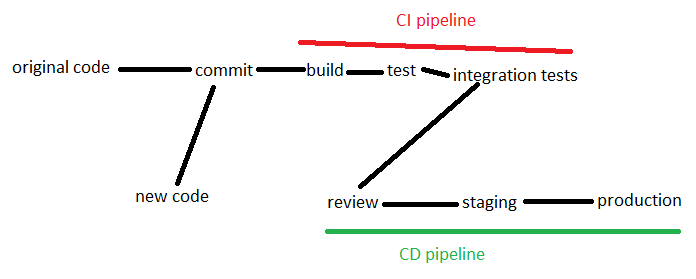 CI pipeline
original code
commit
build
test
integration tests
new code
review
staging
production
CD pipeline